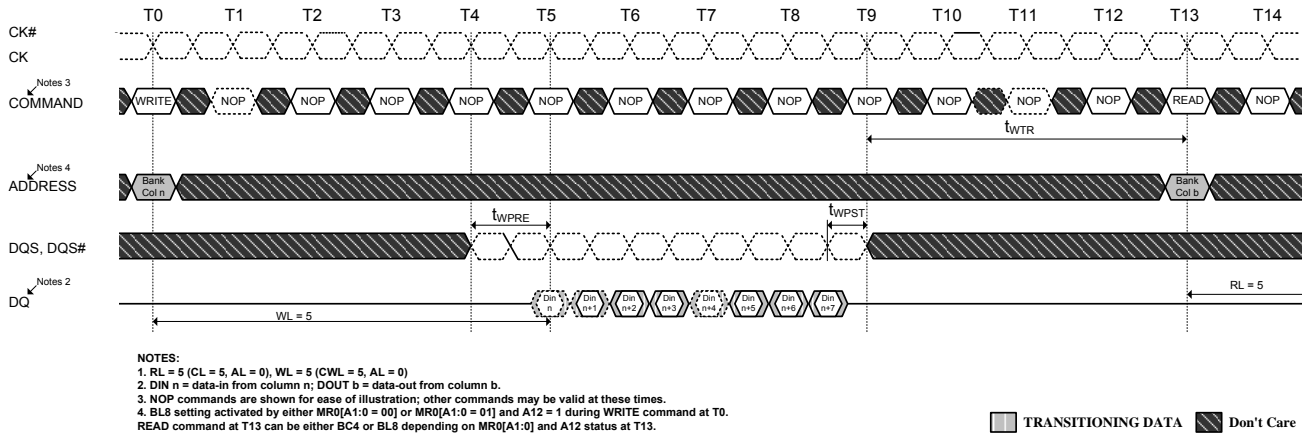 T0 T1 T2 T3 T4 T5 T6 T7 T8 T9 T10 T11 T12 T13 T14
CK#
CK
Notes 3
COMMAND WRITE NOP NOP NOP NOP NOP NOP NOP NOP NOP NOP NOP NOP READ NOP
tWTR
Notes 4
ADDRESS Bank Col n Bank Col b
tWPRE tWPST
DQS, DQS#
Notes 2
DQ Din n Din n+1 Din n+2 Din n+3 Din n+4 Din n+5 Din n+6 Din n+7 RL = 5
WL = 5
NOTES:
1. RL = 5 (CL = 5, AL = 0), WL = 5 (CWL = 5, AL = 0)
2. DIN n = data-in from column n; DOUT b = data-out from column b.
3. NOP commands are shown for ease of illustration; other commands may be valid at these times.
4. BL8 setting activated by either MR0[A1:0 = 00] or MR0[A1:0 = 01] and A12 = 1 during WRITE command at T0.
READ command at T13 can be either BC4 or BL8 depending on MR0[A1:0] and A12 status at T13.
TRANSITIONING DATA Don't Care